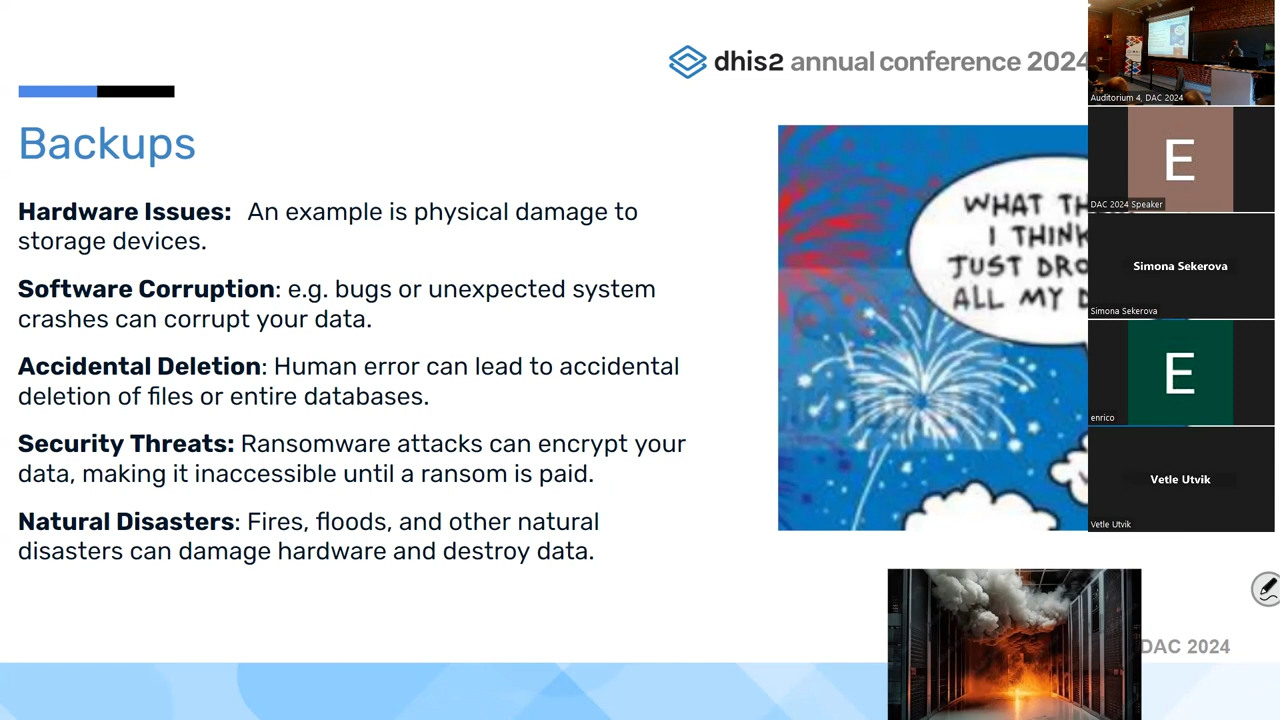 dhis2 annual conference 2024
Backups
Hardware Issues: An example is physical damage to
storage devices.
Software Corruption: e.g. bugs or unexpected system
crashes can corrupt your data.
Accidental Deletion: Human error can lead to accidental
deletion of files or entire databases.
Security Threats: Ransomware attacks can encrypt your
data, making it inaccessible until a ransom is paid.
Natural Disasters: Fires, floods, and other natural
disasters can damage hardware and destroy data.
WHAT TH
I THINK
JUST DRO
ALL MY D
DAC 2024
Auditorium 4, DAC 2024
E
DAC 2024 Speaker
Simona Sekerova
Simona Sekerova
E
enrico
Vetle Utvik
Vetle Utvik